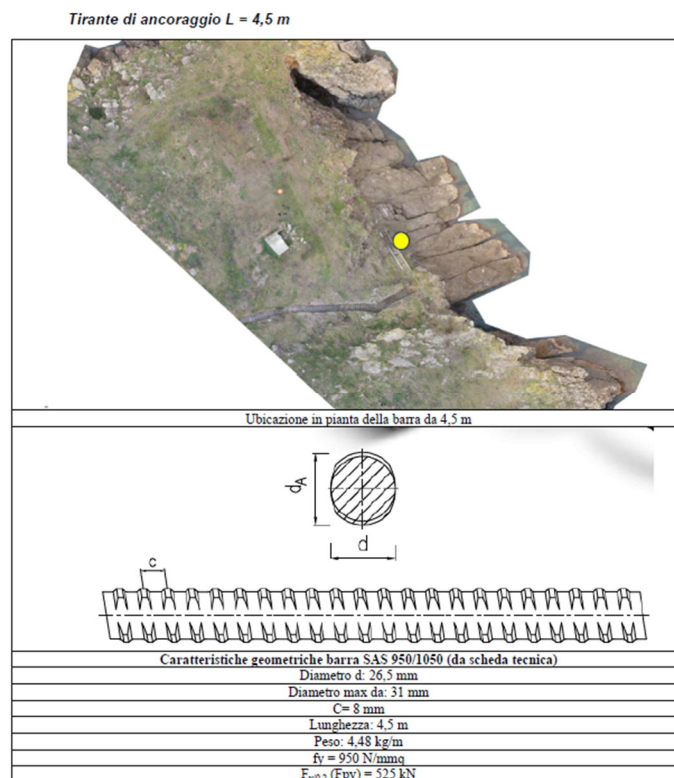 Tirante di ancoraggio L = 4,5 m
Ubicazione in pianta della barra da 4,5 m
dA
d
c
Caratteristiche geometriche barra SAS 950/1050 (da scheda tecnica)
Diametro d: 26,5 mm
Diametro max da: 31 mm
C= 8 mm
Lunghezza: 4,5 m
Peso: 4,48 kg/m
fy = 950 N/mmq
(Fpy) = 525 kN